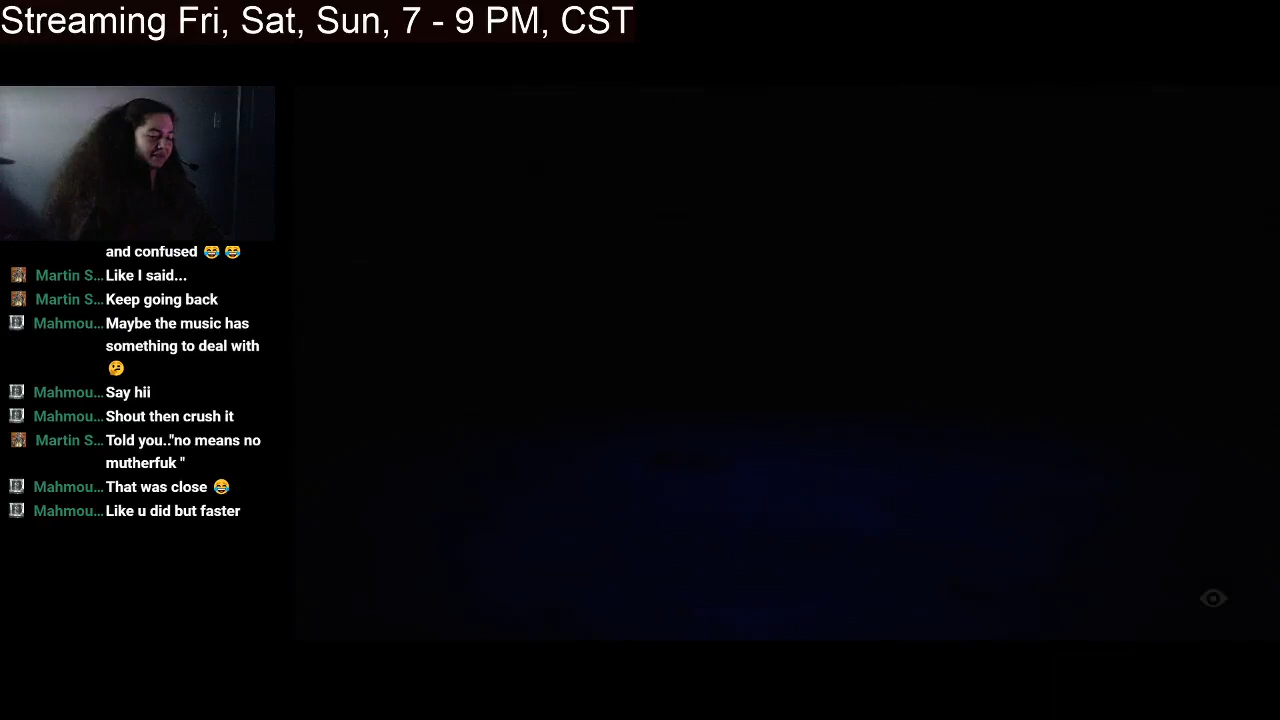 Streaming Fri, Sat, Sun, 7 - 9 PM, CST
and confused 😂 😂
Martin S... Like I said...
Martin S... Keep going back
Mahmou... Maybe the music has
something to deal with
🤔
Mahmou... Say hii
Mahmou... Shout then crush it
Martin S... Told you.."no means no
mutherfuk "
Mahmou... That was close 😂
Mahmou... Like u did but faster